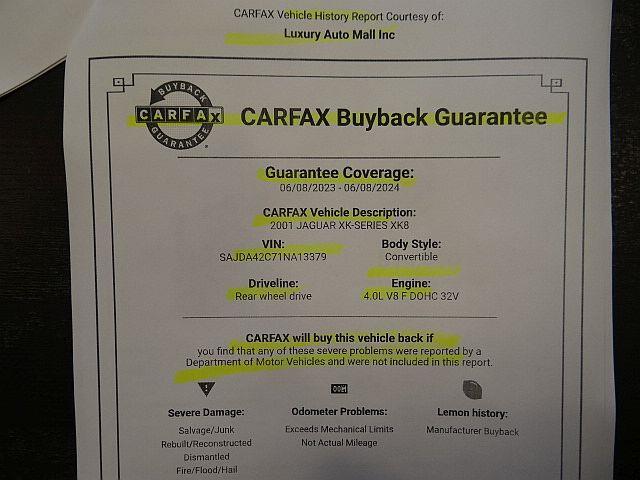 CARFAX Vehicle History Report Courtesy of:
Luxury Auto Mall Inc
BUYBACK
CARFAX
GUARANTEE
CARFAX Buyback Guarantee
Guarantee Coverage:
06/08/2023 - 06/08/2024
CARFAX Vehicle Description:
2001 JAGUAR XK-SERIES XK8
VIN:
SAJDA42C71NA13379
Body Style:
Convertible
Driveline:
Rear wheel drive
Engine:
4.0L V8 F DOHC 32V
CARFAX will buy this vehicle back if
you find that any of these severe problems were reported by a
Department of Motor Vehicles and were not included in this report.
Severe Damage:
Salvage/Junk
Rebuilt/Reconstructed
Dismantled
Fire/Flood/Hail
Odometer Problems:
Exceeds Mechanical Limits
Not Actual Mileage
Lemon history:
Manufacturer Buyback